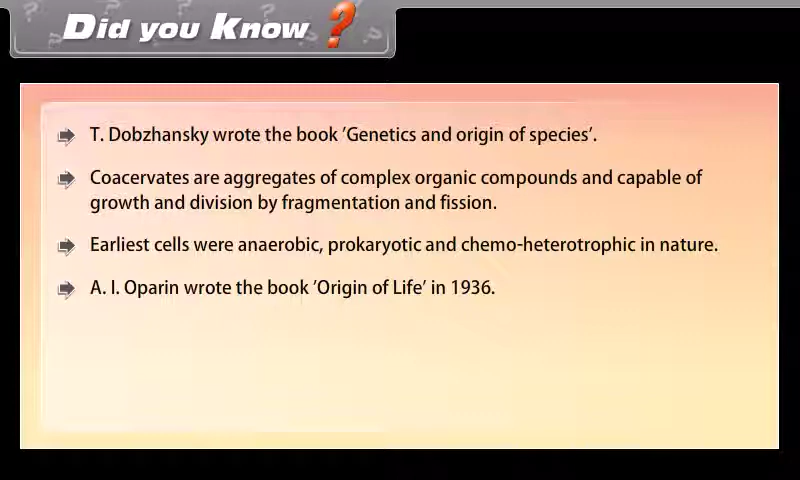 Did you Know ?
T. Dobzhansky wrote the book ‘Genetics and origin of species’.
Coacervates are aggregates of complex organic compounds and capable of
growth and division by fragmentation and fission.
Earliest cells were anaerobic, prokaryotic and chemo-heterotrophic in nature.
A. I. Oparin wrote the book ‘Origin of Life’ in 1936.